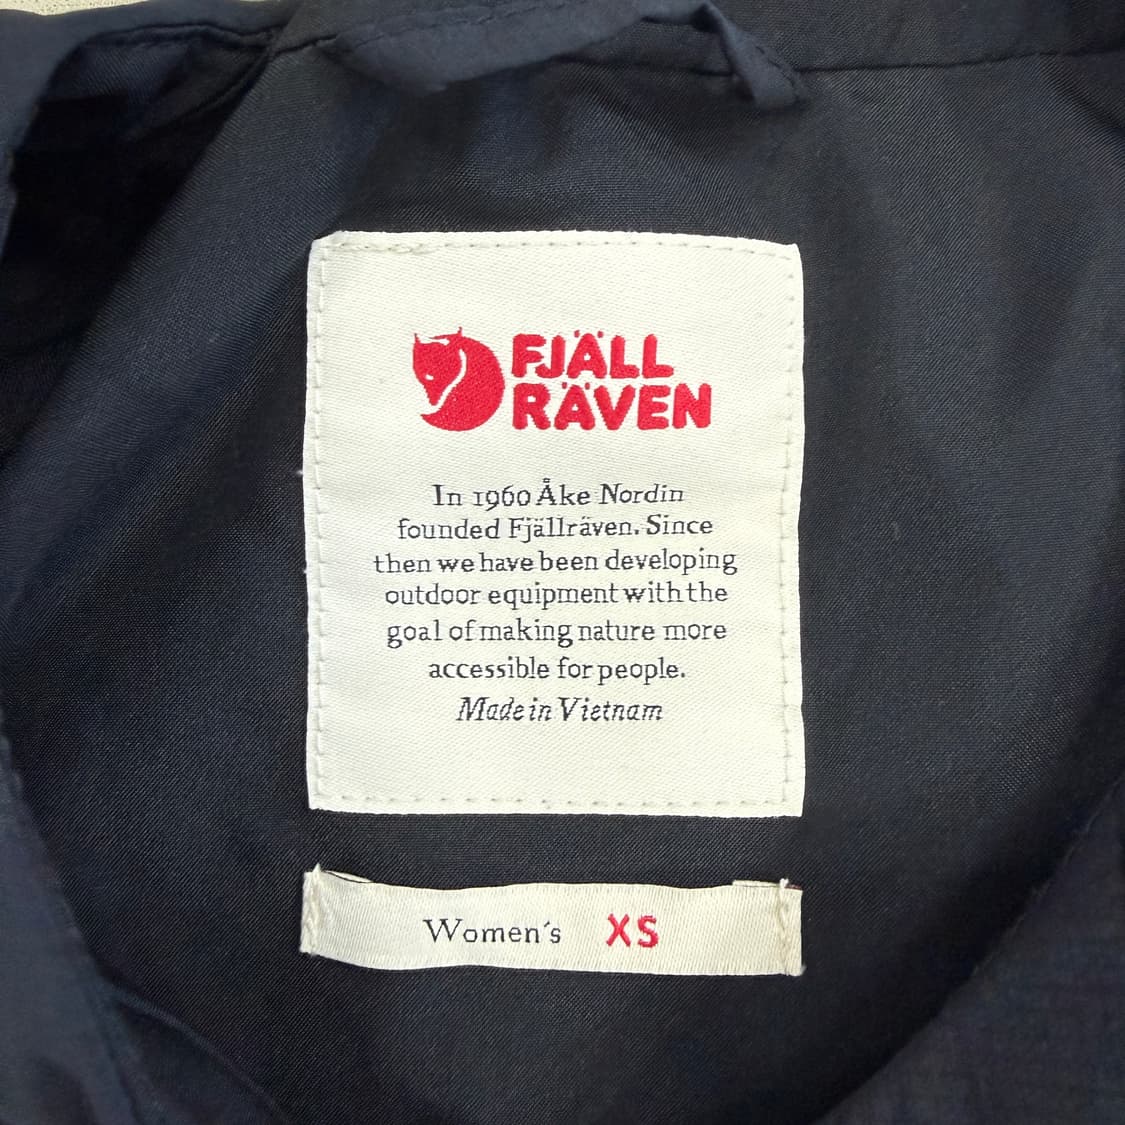 FJÄLL
RÄVEN
In 1960 Åke Nordin
founded Fjällräven. Since
then we have been developing
outdoor equipment with the
goal of making nature more
accessible for people.
Made in Vietnam
Women´s XS